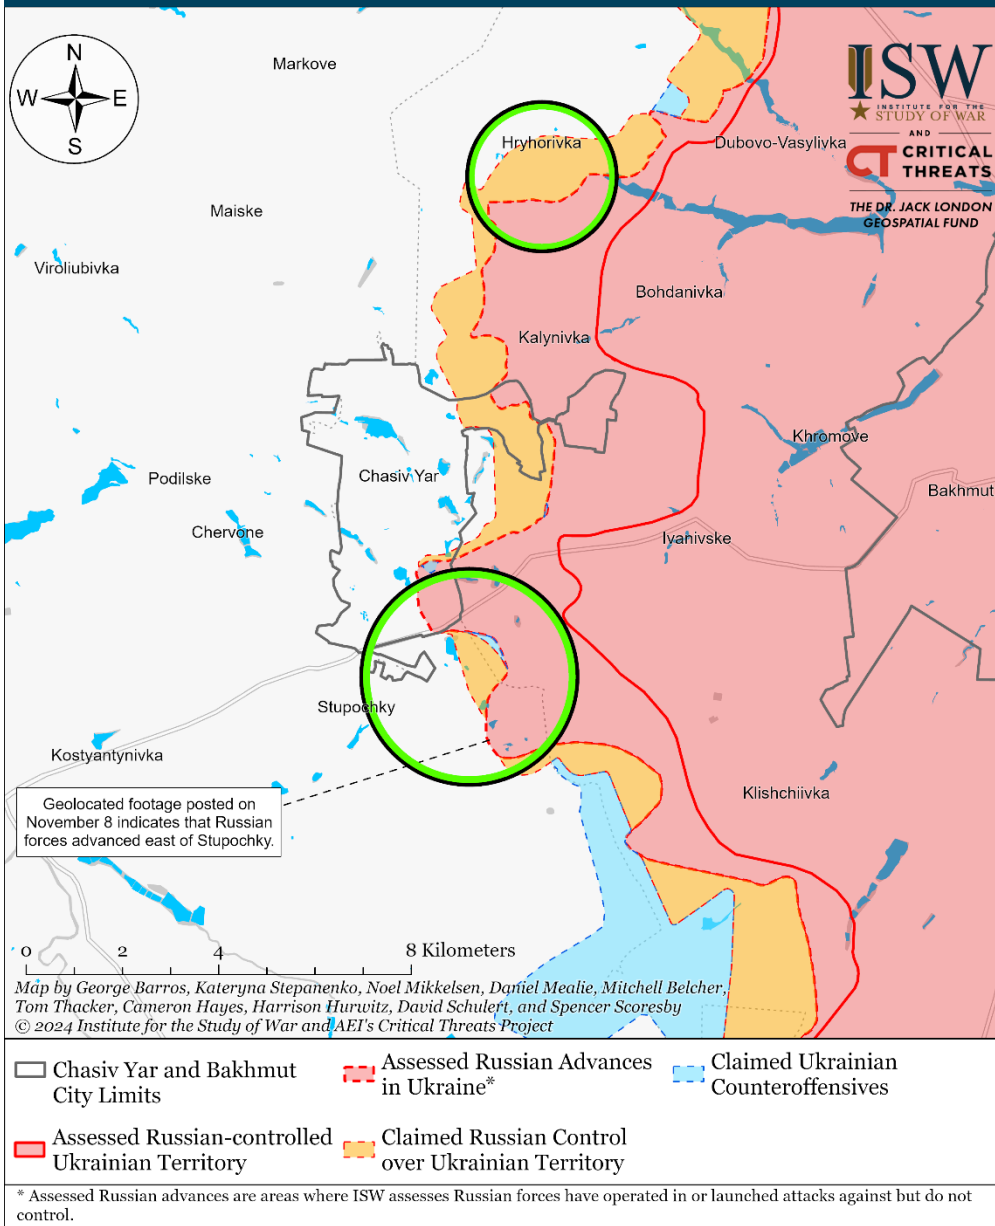 N
W
E
S
Markove
ISW
INSTITUTE FOR THE
STUDY OF WAR
AND
CT CRITICAL
THREATS
THE DR. JACK LONDON
GEOSPATIAL FUND
Hryhorivka
Dubovo-Vasylivka
Maiske
Viroliubivka
Bohdanivka
Kalynivka
Khromove
Podilske
Chasiv Yar
Bakhmut
Chervone
Ivanivske
Stupochky
Kostyantynivka
Klishchiivka
Geolocated footage posted on
November 8 indicates that Russian
forces advanced east of Stupochky.
0 2 4 8 Kilometers
Map by George Barros, Kateryna Stepanenko, Noel Mikkelsen, Daniel Mealie, Mitchell Belcher,
Tom Thacker, Cameron Hayes, Harrison Hurwitz, David Schulert, and Spencer Scoresby
© 2024 Institute for the Study of War and AEI's Critical Threats Project
Chasiv Yar and Bakhmut
City Limits
Assessed Russian Advances
in Ukraine*
Claimed Ukrainian
Counteroffensives
Assessed Russian-controlled
Ukrainian Territory
Claimed Russian Control
over Ukrainian Territory
* Assessed Russian advances are areas where ISW assesses Russian forces have operated in or launched attacks against but do not
control.